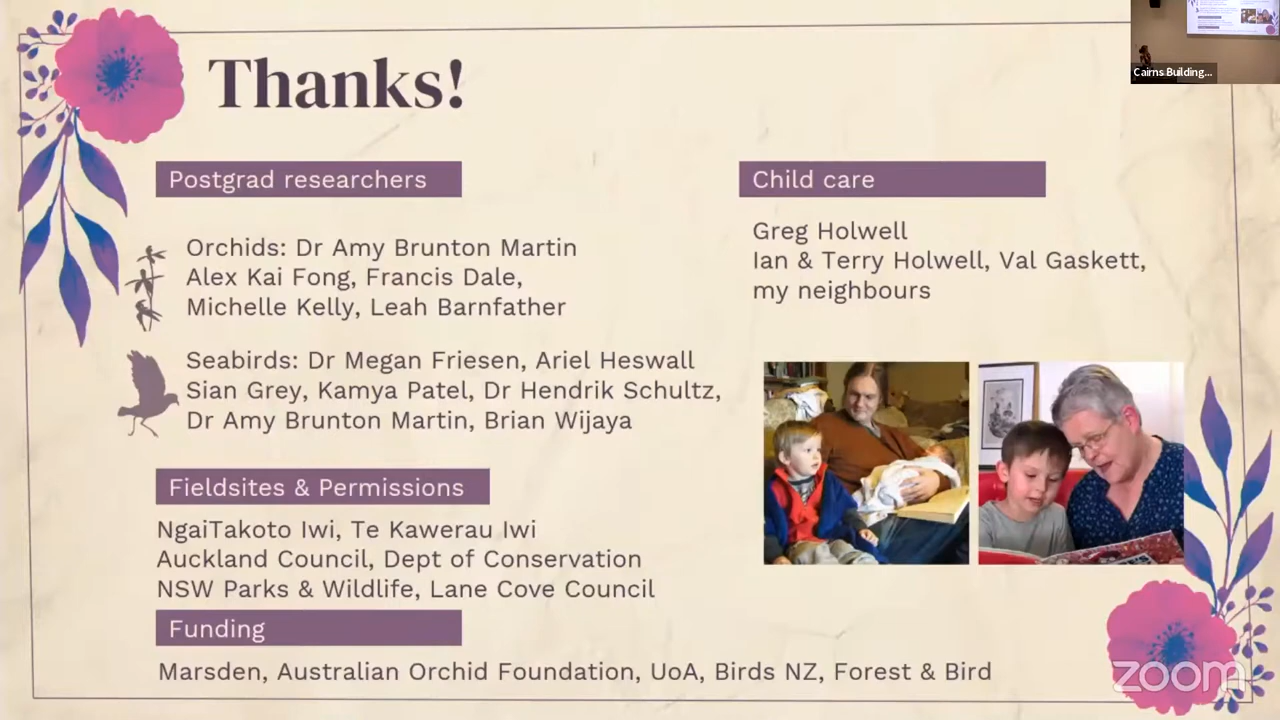 Thanks!
Cairns Building...
Postgrad researchers
Orchids: Dr Amy Brunton Martin
Alex Kai Fong, Francis Dale,
Michelle Kelly, Leah Barnfather
Seabirds: Dr Megan Friesen, Ariel Heswall
Sian Grey, Kamya Patel, Dr Hendrik Schultz,
Dr Amy Brunton Martin, Brian Wijaya
Fieldsites & Permissions
NgaiTakoto Iwi, Te Kawerau Iwi
Auckland Council, Dept of Conservation
NSW Parks & Wildlife, Lane Cove Council
Funding
Marsden, Australian Orchid Foundation, UoA, Birds NZ, Forest & Bird
Child care
Greg Holwell
Ian & Terry Holwell, Val Gaskett,
my neighbours
zoom